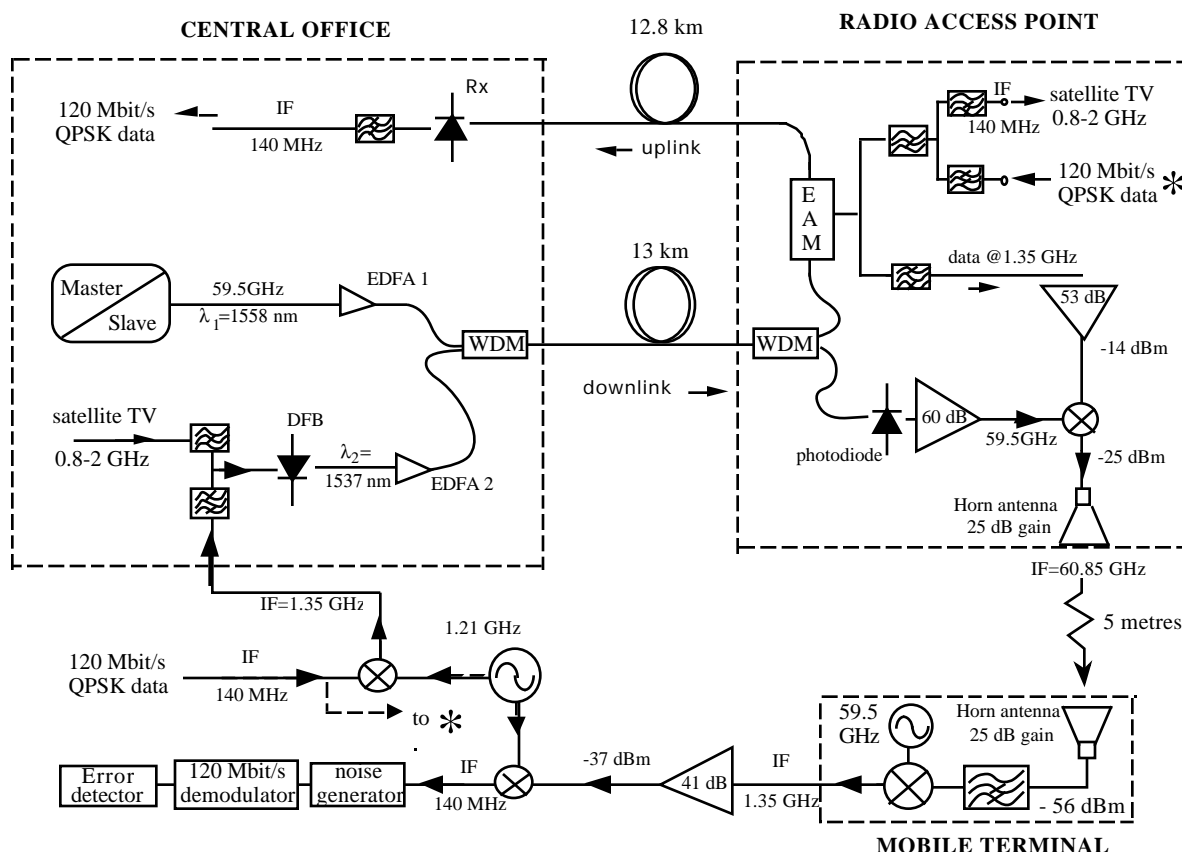 CENTRAL OFFICE
12.8 km
RADIO ACCESS POINT
120 Mbit/s
QPSK data
IF
140 MHz
Rx
uplink
IF
140 MHz
satellite TV
0.8-2 GHz
120 Mbit/s
QPSK data *
E
A
M
13 km
data @1.35 GHz
Master
Slave
59.5GHz
λ1=1558 nm
EDFA 1
WDM
WDM
53 dB
-14 dBm
downlink
satellite TV
0.8-2 GHz
DFB
λ2=
1537 nm
EDFA 2
photodiode
60 dB
59.5GHz
-25 dBm
Horn antenna
25 dB gain
IF=60.85 GHz
5 metres
IF=1.35 GHz
1.21 GHz
120 Mbit/s
QPSK data
IF
140 MHz
to *
59.5
GHz
Horn antenna
25 dB gain
Error
detector
120 Mbit/s
demodulator
noise
generator
IF
140 MHz
-37 dBm
41 dB
IF
1.35 GHz
- 56 dBm
MOBILE TERMINAL